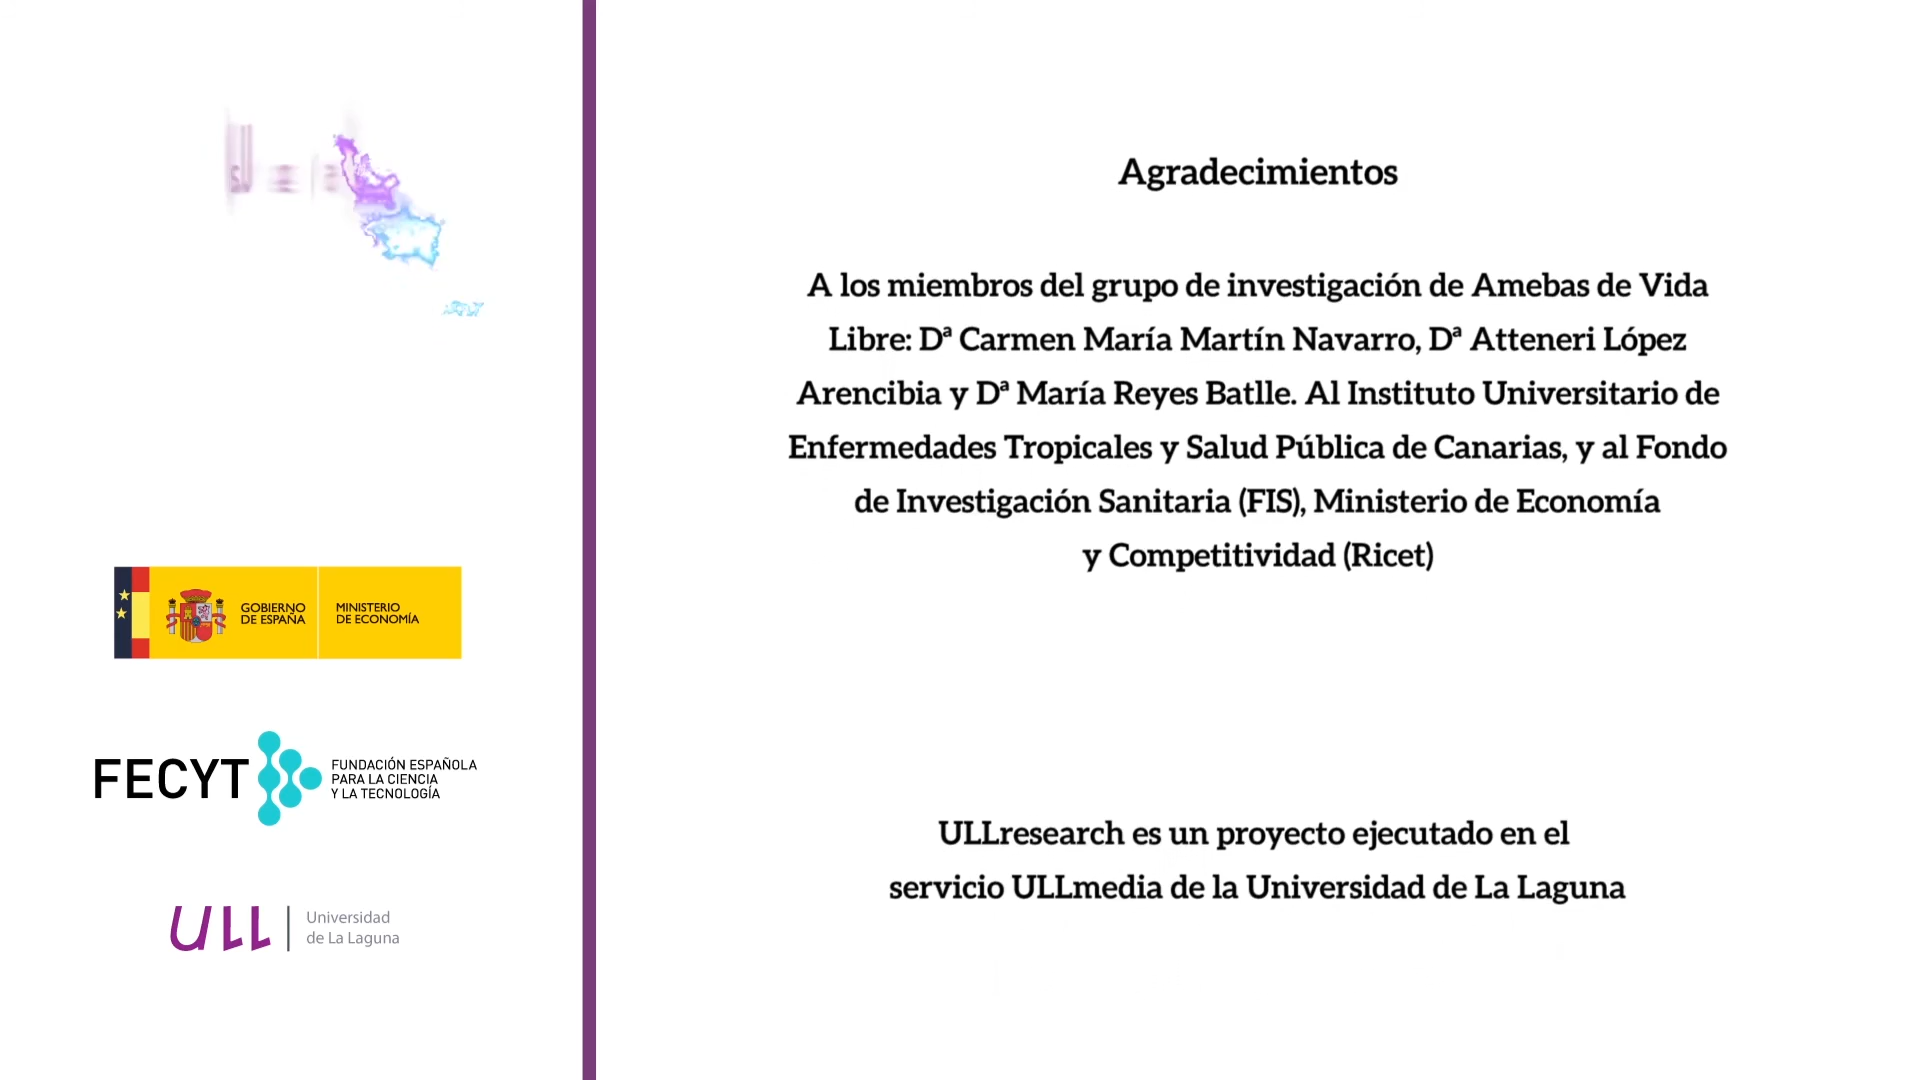 Agradecimientos
A los miembros del grupo de investigación de Amebas de Vida
Libre: Dª Carmen María Martín Navarro, Dª Atteneri López
Arencibia y Dª María Reyes Batlle. Al Instituto Universitario de
Enfermedades Tropicales y Salud Pública de Canarias, y al Fondo
de Investigación Sanitaria (FIS), Ministerio de Economía
y Competitividad (Ricet)
ULLresearch es un proyecto ejecutado en el
servicio ULLmedia de la Universidad de La Laguna
GOBIERNO
DE ESPAÑA
MINISTERIO
DE ECONOMÍA
FECYT
FUNDACIÓN ESPAÑOLA
PARA LA CIENCIA
Y LA TECNOLOGÍA
ULL
Universidad
de La Laguna